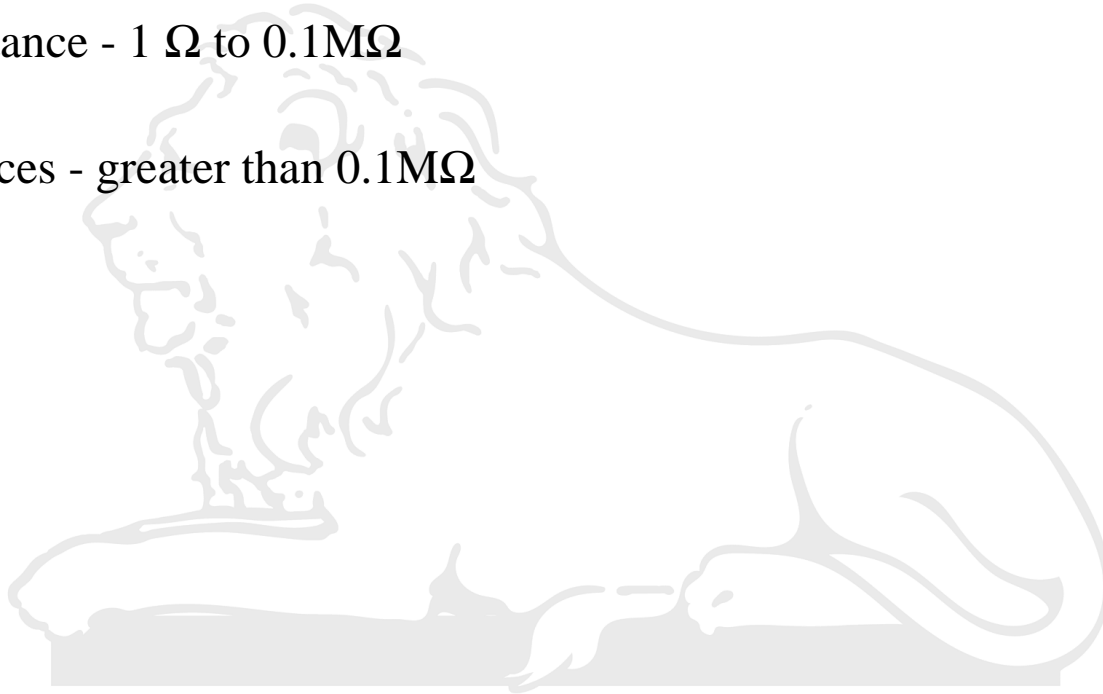 ance - 1 Ω to 0.1MΩ
ces - greater than 0.1MΩ